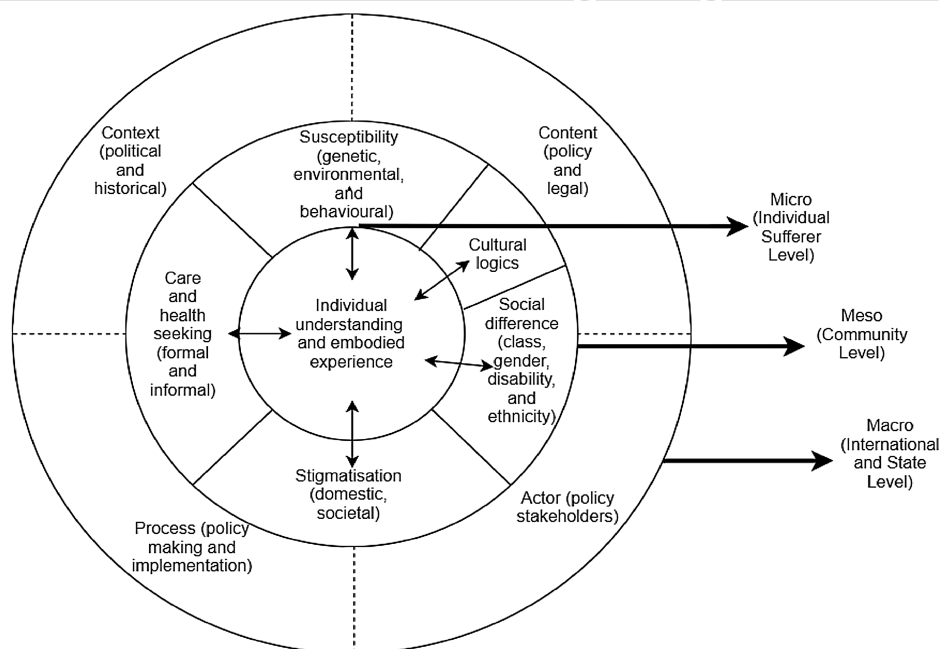 Context
(political
and
historical)
Susceptibility
(genetic,
environmental,
and
behavioural)
Content
(policy
and
legal)
Micro
(Individual
Sufferer
Level)
Cultural
logics
Care
and
health
seeking
(formal
and
informal)
Individual
understanding
and embodied
experience
Social
difference
(class,
gender,
disability,
and
ethnicity)
Meso
(Community
Level)
Macro
(International
and State
Level)
Stigmatisation
(domestic,
societal)
Actor (policy
stakeholders)
Process (policy
making and
implementation)